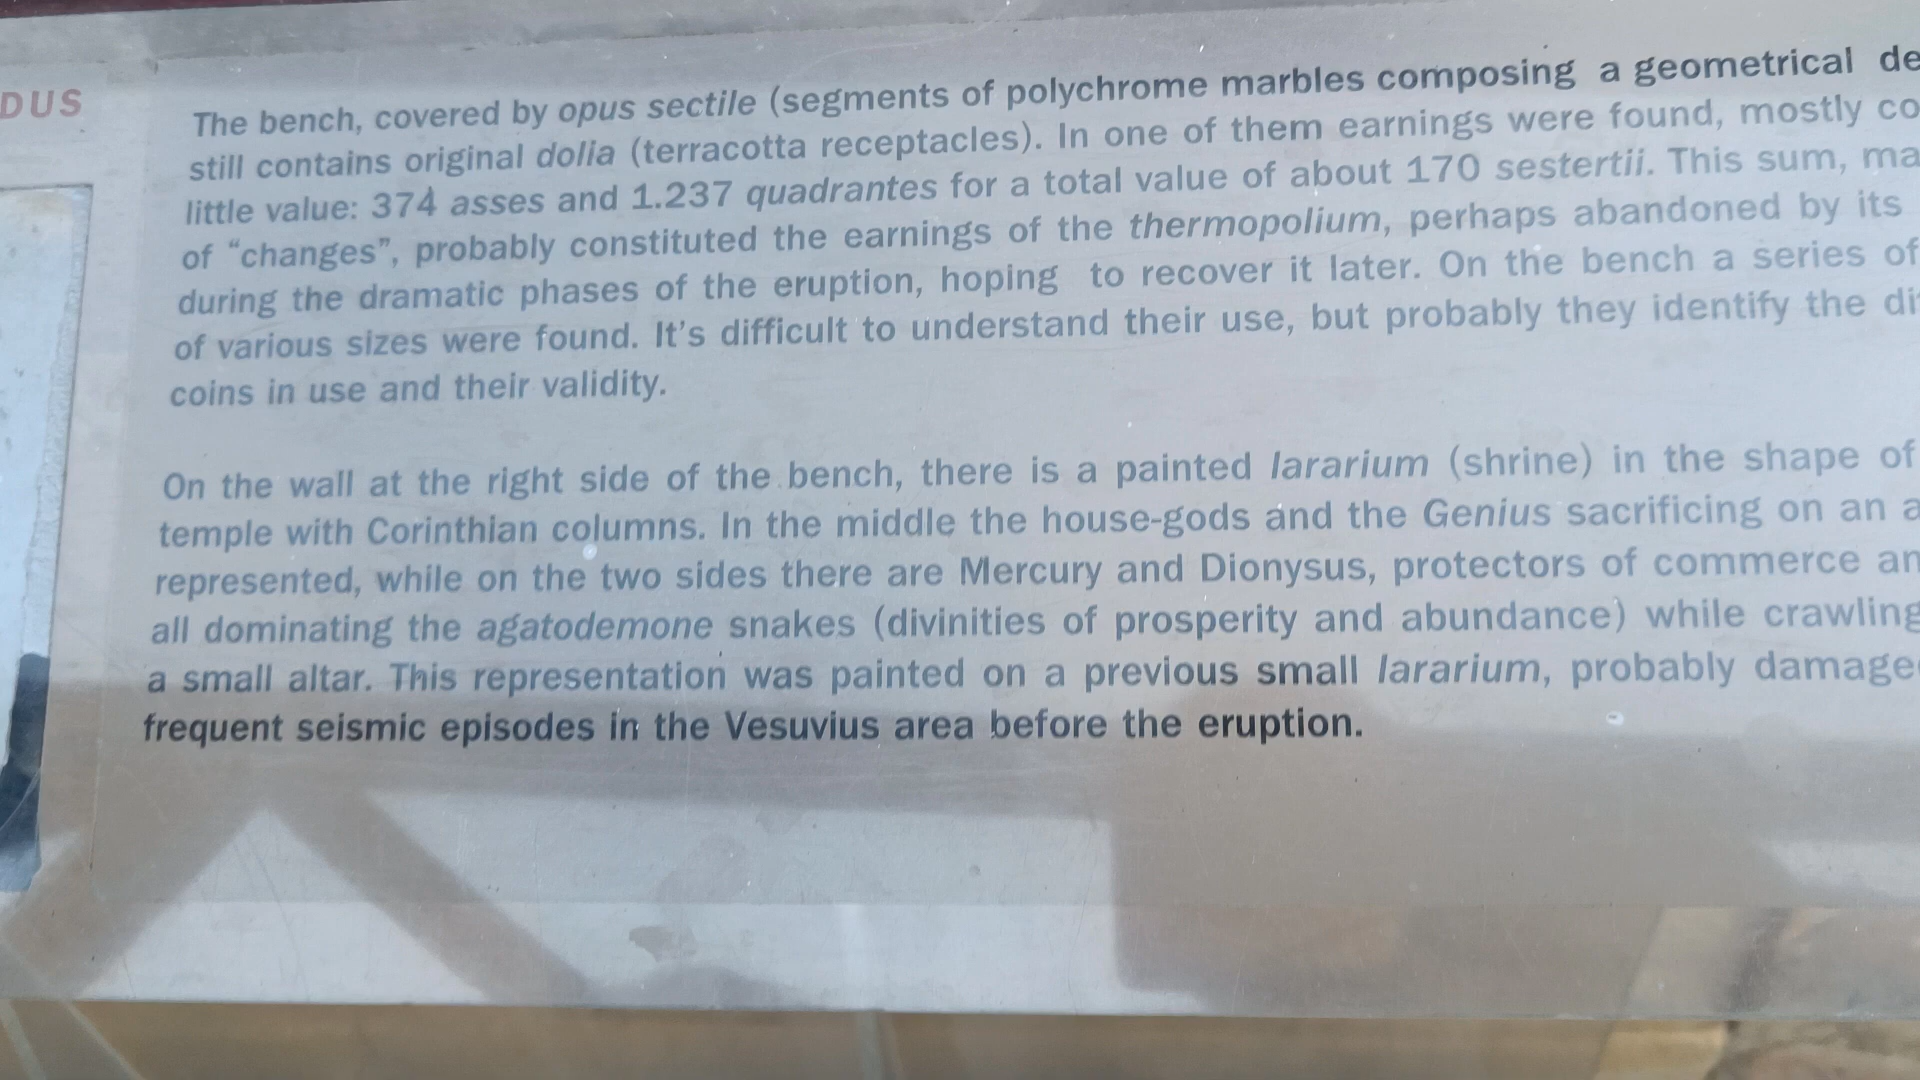 DUS
The bench, covered by opus sectile (segments of polychrome marbles composing a geometrical de
still contains original dolia (terracotta receptacles). In one of them earnings were found, mostly co
little value: 374 asses and 1.237 quadrantes for a total value of about 170 sestertii. This sum, ma
of “changes”, probably constituted the earnings of the thermopolium, perhaps abandoned by its
during the dramatic phases of the eruption, hoping to recover it later. On the bench a series of
of various sizes were found. It’s difficult to understand their use, but probably they identify the di
coins in use and their validity.
On the wall at the right side of the bench, there is a painted lararium (shrine) in the shape of
temple with Corinthian columns. In the middle the house-gods and the Genius sacrificing on an a
represented, while on the two sides there are Mercury and Dionysus, protectors of commerce an
all dominating the agatodemone snakes (divinities of prosperity and abundance) while crawling
a small altar. This representation was painted on a previous small lararium, probably damage
frequent seismic episodes in the Vesuvius area before the eruption.